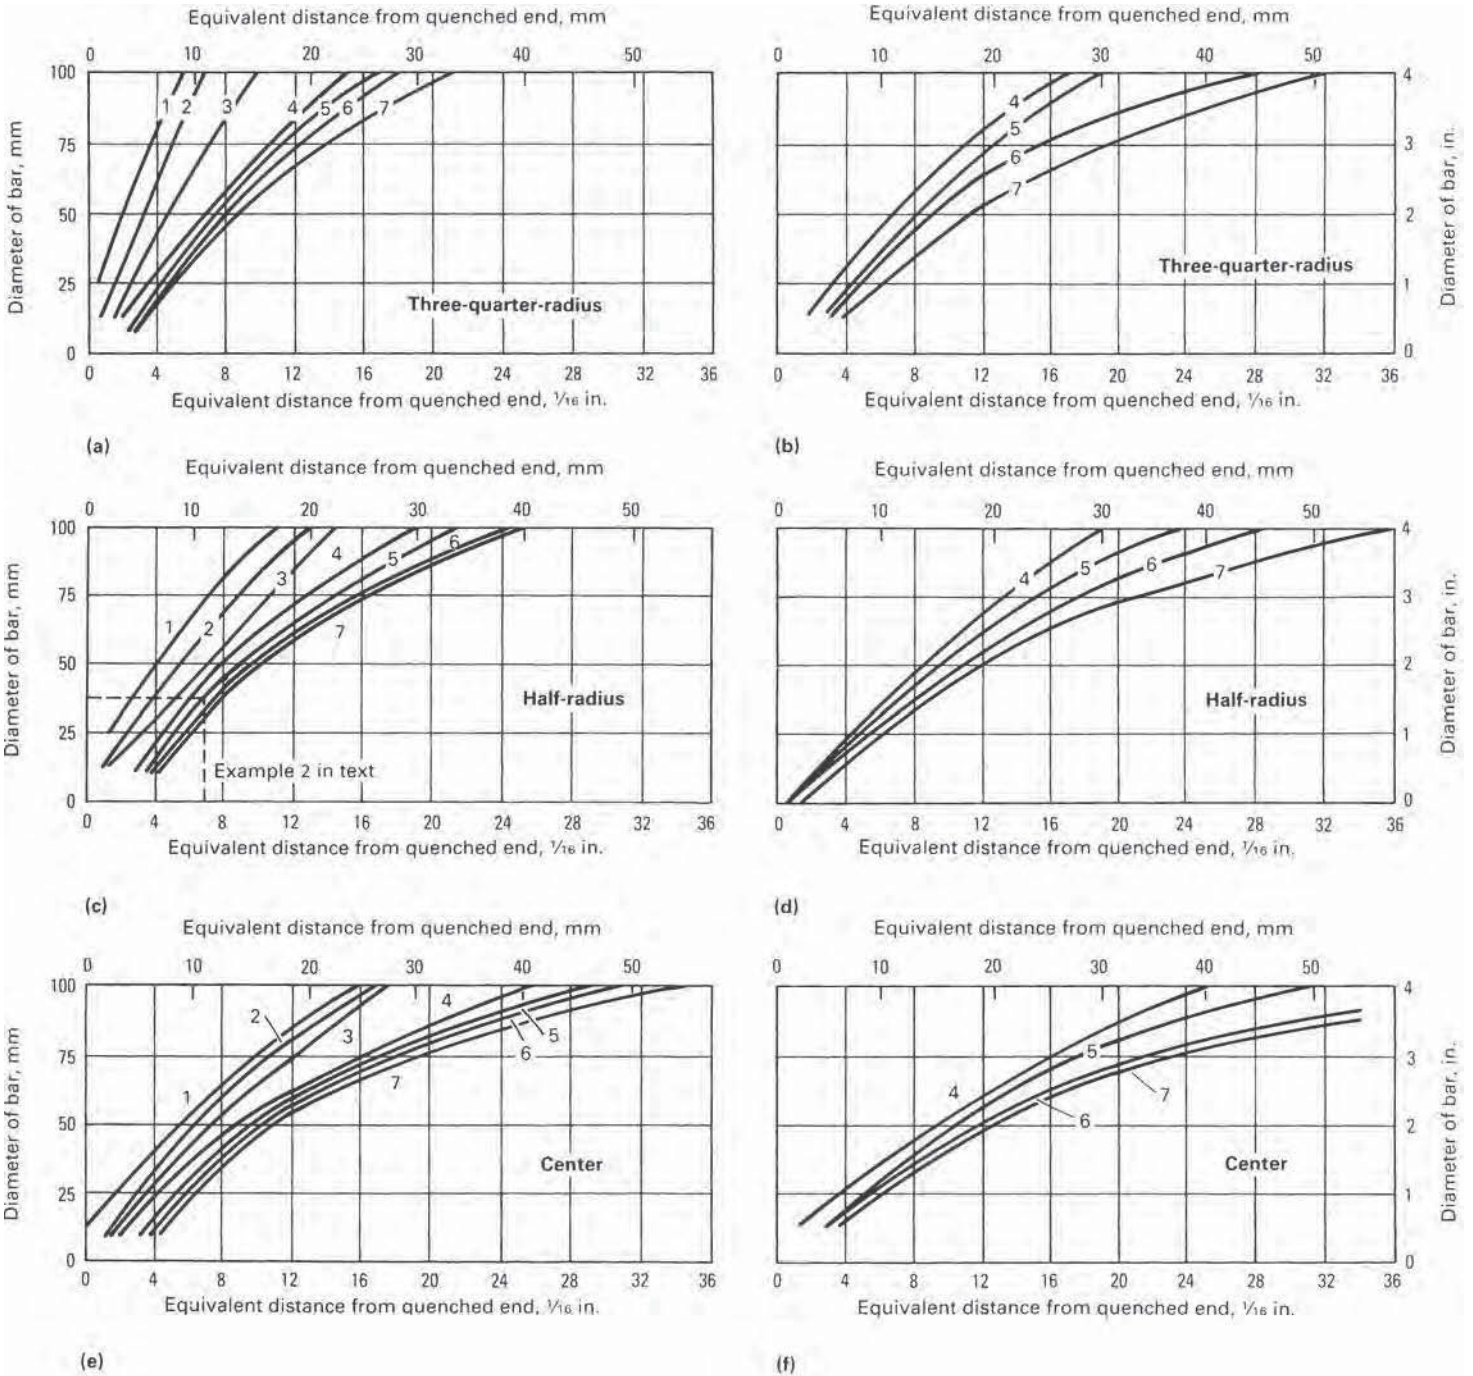 Equivalent distance from quenched end, mm
0 10 20 30 40 50
100
75
50
25
0
Diameter of bar, mm
1 2 3 4 5 6 7
Three-quarter-radius
0 4 8 12 16 20 24 28 32 36
Equivalent distance from quenched end, 1/16 in.
(a)
Equivalent distance from quenched end, mm
0 10 20 30 40 50
4
3
2
1
0
Diameter of bar, in.
4
5
6
7
Three-quarter-radius
0 4 8 12 16 20 24 28 32 36
Equivalent distance from quenched end, 1/16 in.
(b)
Equivalent distance from quenched end, mm
0 10 20 30 40 50
100
75
50
25
0
Diameter of bar, mm
1
2
3
4
5
6
7
Half-radius
Example 2 in text
0 4 8 12 16 20 24 28 32 36
Equivalent distance from quenched end, 1/16 in.
(c)
Equivalent distance from quenched end, mm
0 10 20 30 40 50
4
3
2
1
0
Diameter of bar, in.
4
5
6
7
Half-radius
0 4 8 12 16 20 24 28 32 36
Equivalent distance from quenched end, 1/16 in.
(d)
Equivalent distance from quenched end, mm
0 10 20 30 40 50
100
75
50
25
0
Diameter of bar, mm
1
2
3
4
5
6
7
Center
0 4 8 12 16 20 24 28 32 36
Equivalent distance from quenched end, 1/16 in.
(e)
Equivalent distance from quenched end, mm
0 10 20 30 40 50
4
3
2
1
0
Diameter of bar, in.
4
5
6
7
Center
0 4 8 12 16 20 24 28 32 36
Equivalent distance from quenched end, 1/16 in.
(f)